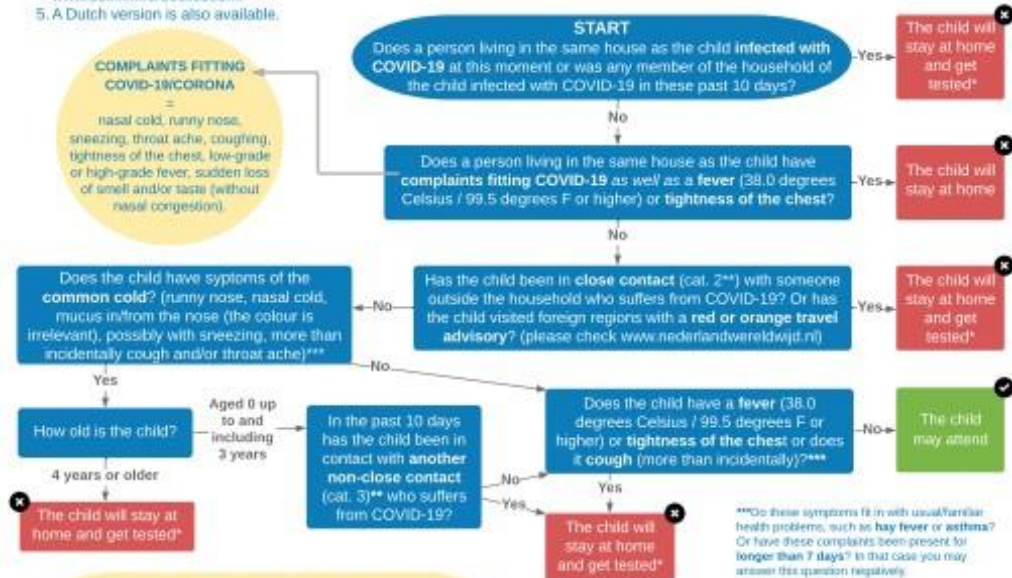 5. A Dutch version is also available.
COMPLAINTS FITTING
COVID-19/CORONA
=
nasal cold, runny nose,
sneezing, throat ache, coughing,
tightness of the chest, low-grade
or high-grade fever, sudden loss
of smell and/or taste (without
nasal congestion).
START
Does a person living in the same house as the child infected with
COVID-19 at this moment or was any member of the household of
the child infected with COVID-19 in these past 10 days?
Yes
The child will
stay at home
and get
tested*
No
Does a person living in the same house as the child have
complaints fitting COVID-19 as well as a fever (38.0 degrees
Celsius / 99.5 degrees F or higher) or tightness of the chest?
Yes
The child will
stay at home
No
Has the child been in close contact (cat. 2**) with someone
outside the household who suffers from COVID-19? Or has
the child visited foreign regions with a red or orange travel
advisory? (please check www.nederlandwereldwijd.nl)
Yes
The child will
stay at home
and get
tested*
No
Does the child have syptoms of the
common cold? (runny nose, nasal cold,
mucus in/from the nose (the colour is
irrelevant), possibly with sneezing, more than
incidentally cough and/or throat ache)***
No
Yes
How old is the child?
Aged 0 up
to and
including
3 years
4 years or older
The child will stay at
home and get tested*
In the past 10 days
has the child been in
contact with another
non-close contact
(cat. 3)** who suffers
from COVID-19?
No
Yes
Does the child have a fever (38.0
degrees Celsius / 99.5 degrees F or
higher) or tightness of the chest or does
it cough (more than incidentally)?***
No
The child
may attend
Yes
The child will
stay at home
and get tested*
***Do these symptoms fit in with usual/familiar
health problems, such as hay fever or asthma?
Or have these complaints been present for
longer than 7 days? In that case you may
answer this question negatively.